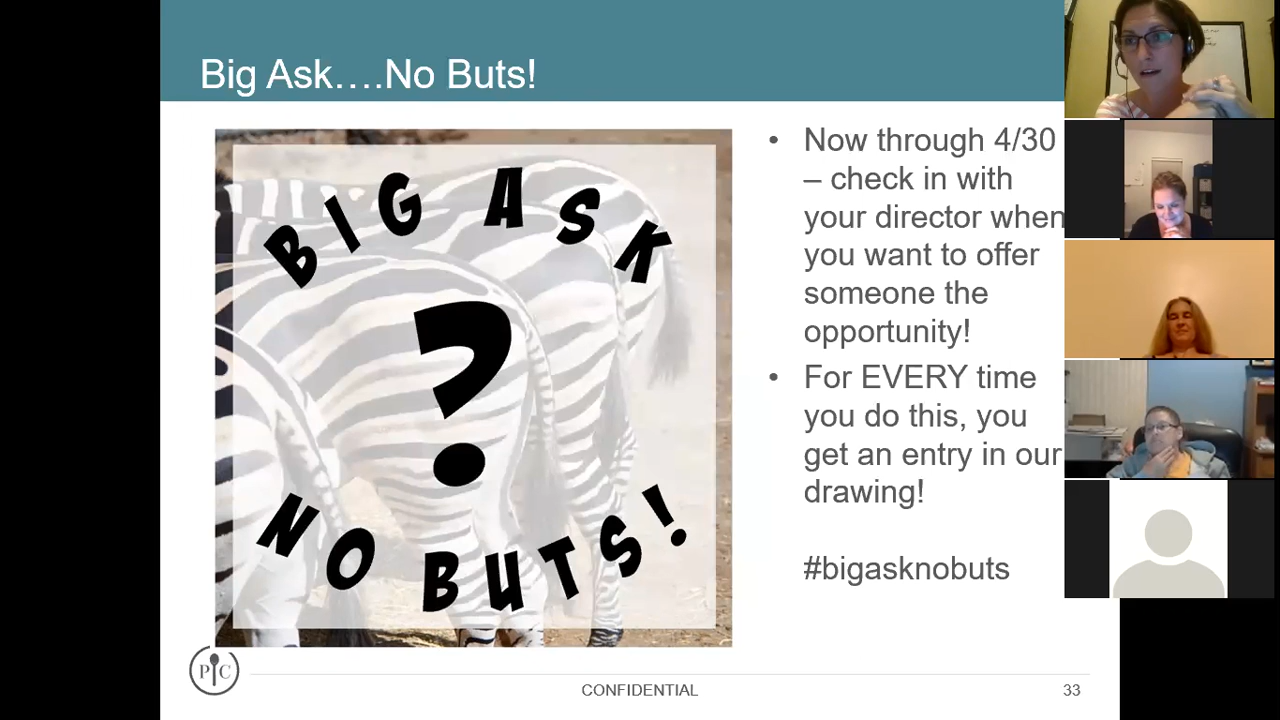 Big Ask….No Buts!
BIG ASK
?
NO BUTS!
• Now through 4/30
– check in with
your director when
you want to offer
someone the
opportunity!
• For EVERY time
you do this, you
get an entry in our
drawing!
#bigasknobuts
P C
CONFIDENTIAL
33